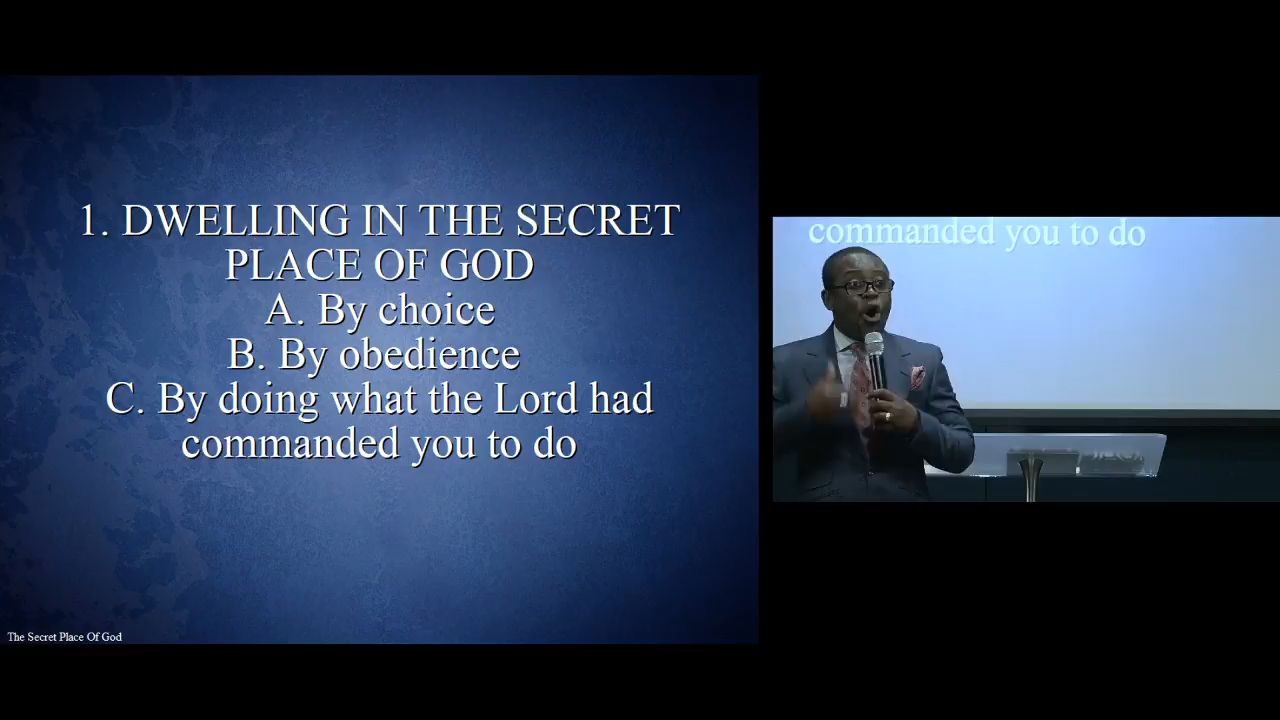 1. DWELLING IN THE SECRET
PLACE OF GOD
A. By choice
B. By obedience
C. By doing what the Lord had
commanded you to do
The Secret Place Of God
commanded you to do